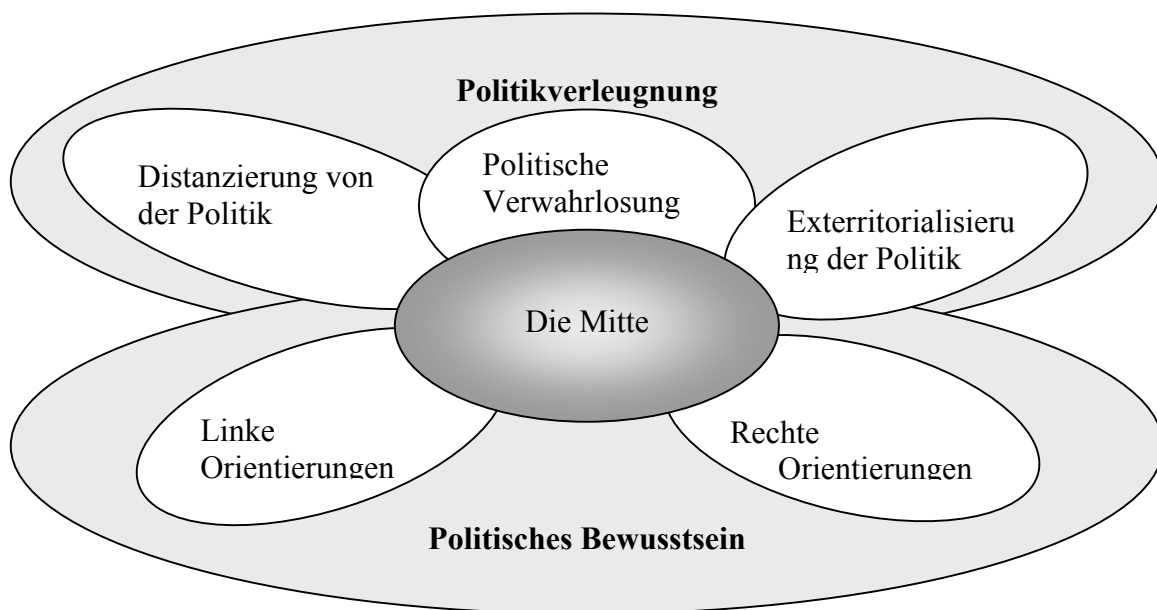 Politikverleugnung
Distanzierung von
der Politik
Politische
Verwahrlosung
Exterritorialisieru
ng der Politik
Die Mitte
Linke
Orientierungen
Rechte
Orientierungen
Politisches Bewusstsein